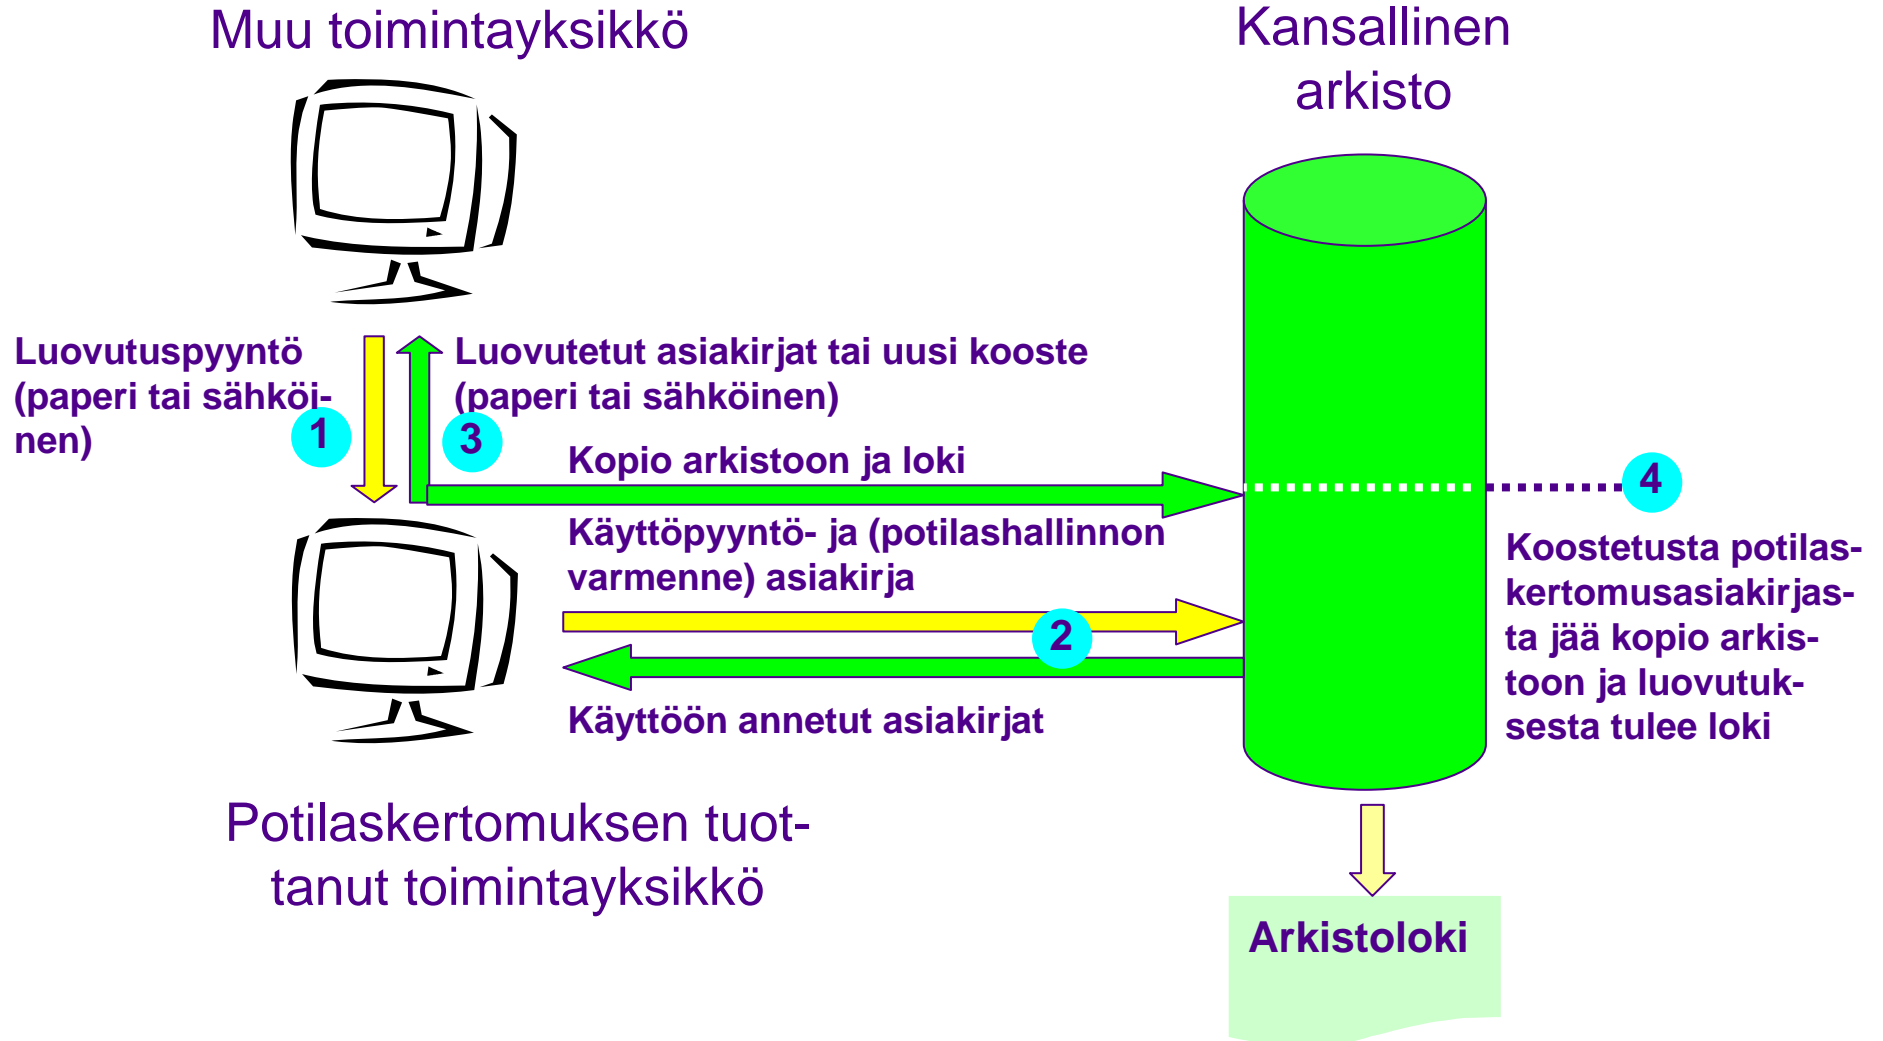 Muu toimintayksikkö
Kansallinen
arkisto
Luovutuspyyntö
(paperi tai sähköi-
nen)
1
Luovutetut asiakirjat tai uusi kooste
(paperi tai sähköinen)
3
Kopio arkistoon ja loki
4
Käyttöpyyntö- ja (potilashallinnon
varmenne) asiakirja
2
Käyttöön annetut asiakirjat
Koostetusta potilas-
kertomusasiakirjas-
ta jää kopio arkis-
toon ja luovutuk-
sesta tulee loki
Potilaskertomuksen tuot-
tanut toimintayksikkö
Arkistoloki